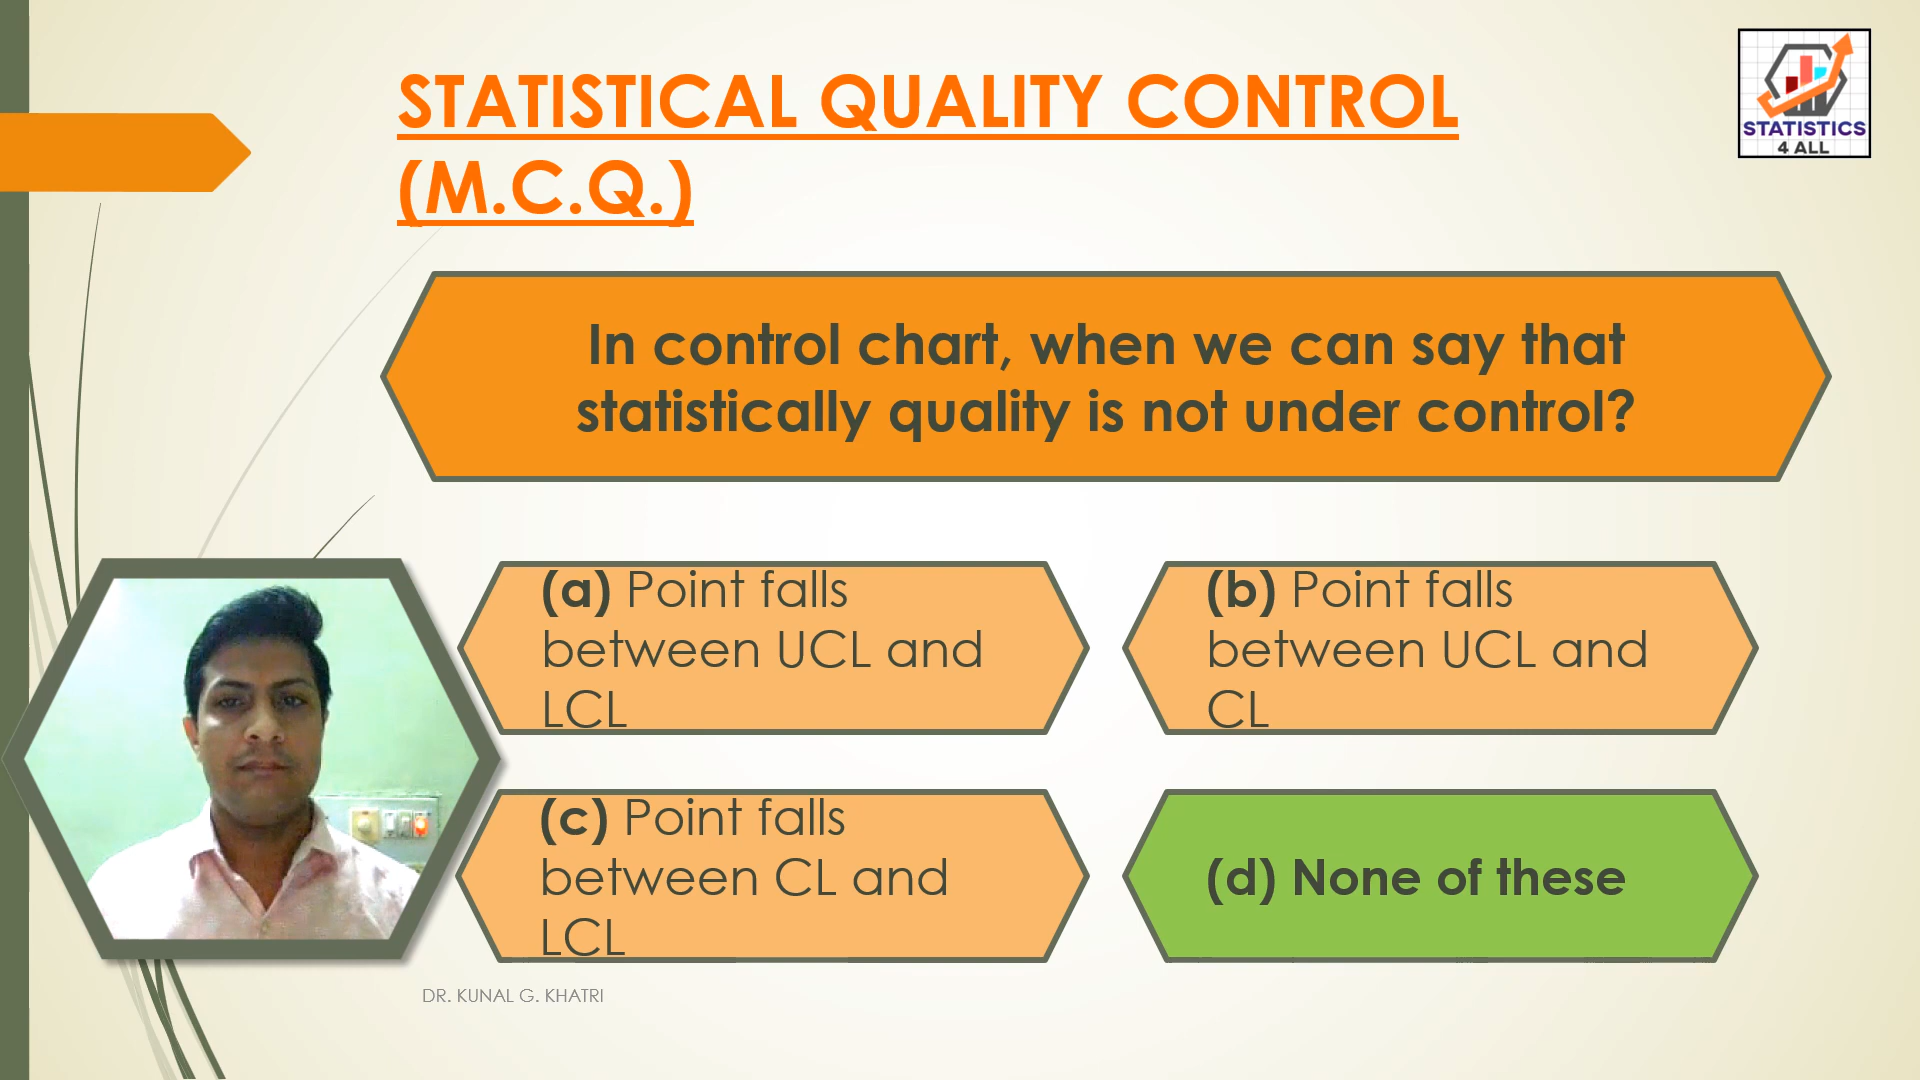 STATISTICAL QUALITY CONTROL
(M.C.Q.)
STATISTICS
4 ALL
In control chart, when we can say that
statistically quality is not under control?
(a) Point falls
between UCL and
LCL
(b) Point falls
between UCL and
CL
(c) Point falls
between CL and
LCL
(d) None of these
DR. KUNAL G. KHATRI